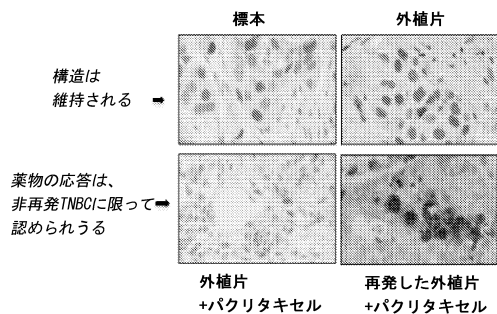 標本
外植片
構造は
維持される ➡
薬物の応答は、
非再発TNBCに限って➡
認められうる
外植片
+パクリタキセル
再発した外植片
+パクリタキセル